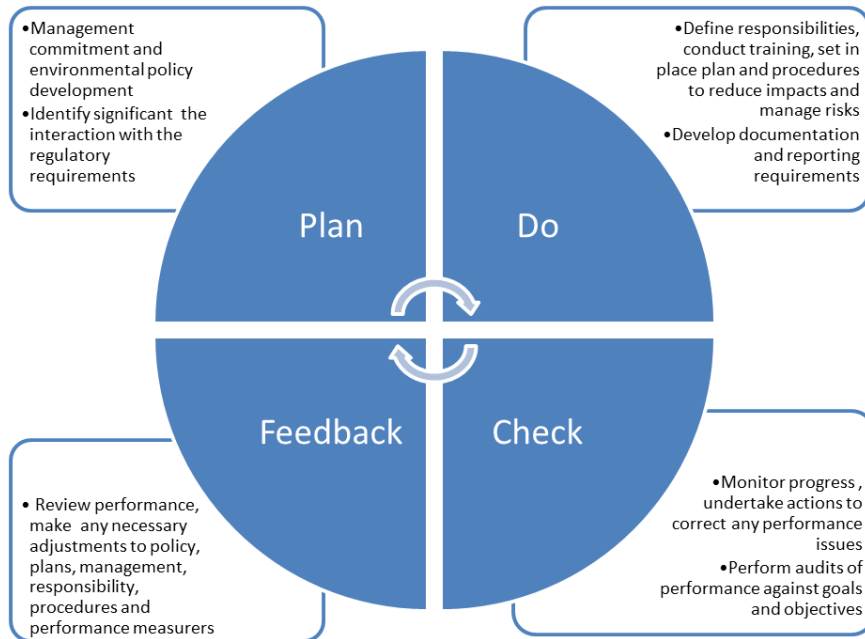 •Management
commitment and
environmental policy
development
•Identify significant  the
interaction with the
regulatory
requirements
•Define responsibilities,
conduct training, set in
place plan and procedures
to reduce impacts and
manage risks
•Develop documentation
and reporting
requirements
Plan
Do
Feedback
Check
• Review performance,
make  any necessary
adjustments to policy,
plans, management,
responsibility,
procedures and
performance measurers
•Monitor progress ,
undertake actions to
correct any performance
issues
•Perform audits of
performance against goals
and objectives